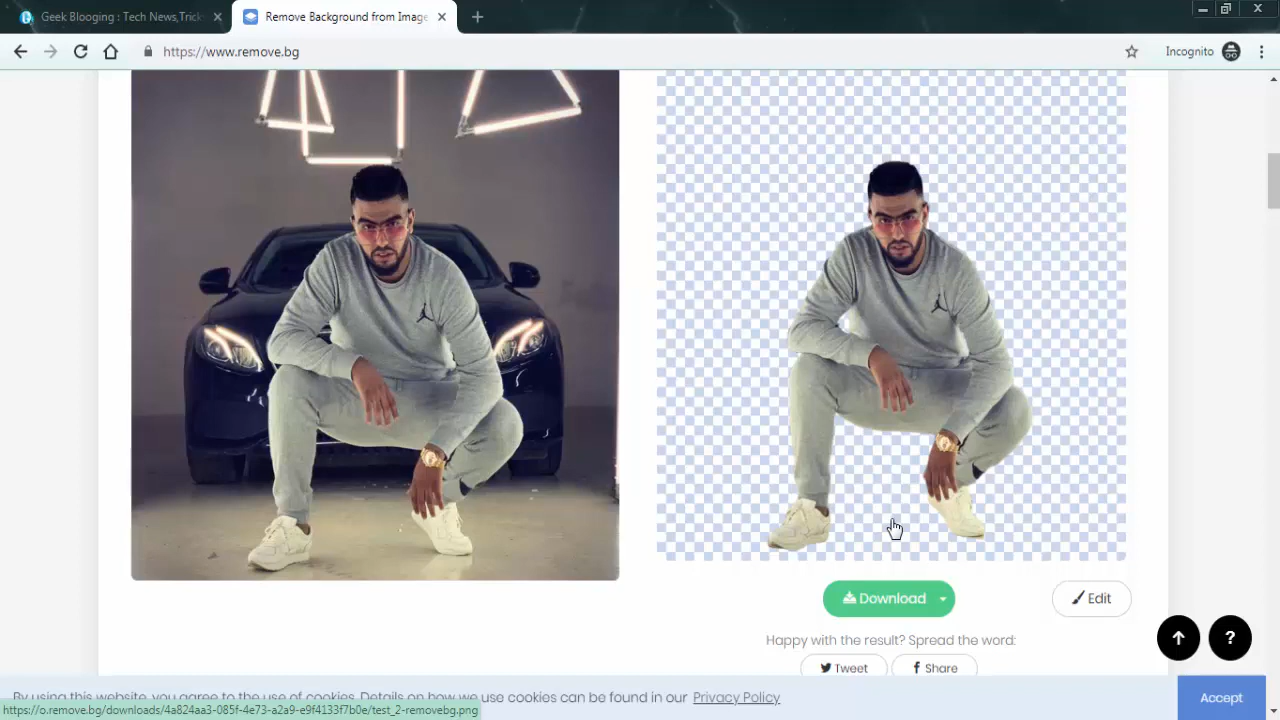 Geek Blooging : Tech News,Trick
Remove Background from Image
https://www.remove.bg
Incognito
Download
Edit
Happy with the result? Spread the word:
Tweet
Share
?
By using this website, you agree to the use of cookies. Details on how we use cookies can be found in our Privacy Policy
Accept
https://o.remove.bg/downloads/4a824aa3-085f-4e73-a2a9-e9f4133f7b0e/test_2-removebg.png